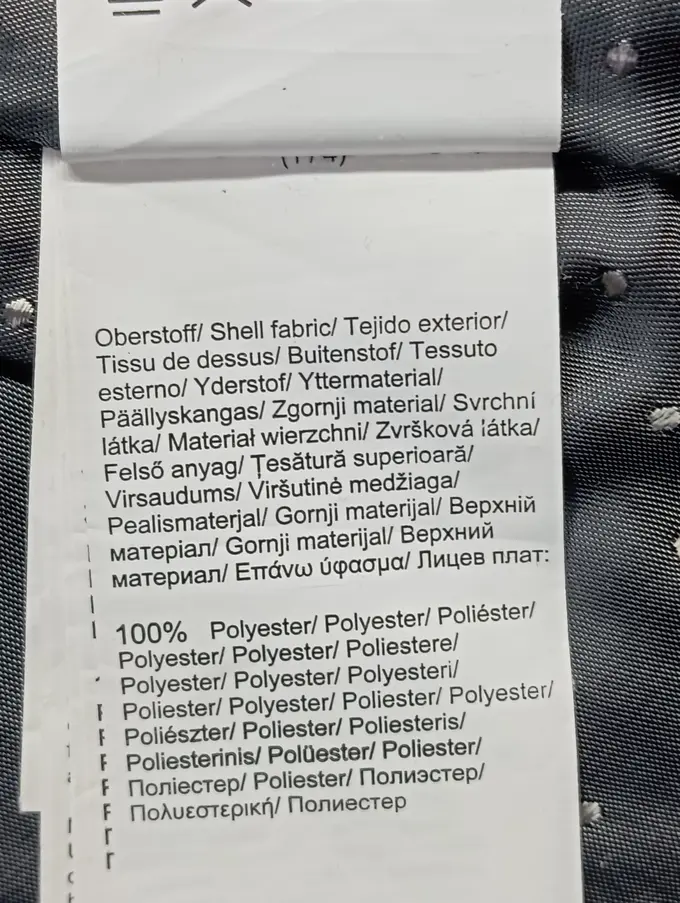 Oberstoff/ Shell fabric/ Tejido exterior/
Tissu de dessus/ Buitenstof/ Tessuto
esterno/ Yderstof/ Yttermaterial/
Päällyskangas/ Zgornji material/ Svrchní
látka/ Materiał wierzchni/ Zvršková látka/
Felső anyag/ Țesătură superioară/
Virsaudums/ Viršutinė medžiaga/
Pealismaterjal/ Gornji materijal/ Верхній
матеріал/ Gornji materijal/ Верхний
материал/ Επάνω ύφασμα/ Лицев плат:
100% Polyester/ Polyester/ Poliéster/
Polyester/ Polyester/ Poliestere/
Polyester/ Polyester/ Polyesteri/
Poliester/ Polyester/ Poliester/ Polyester/
Poliészter/ Poliester/ Poliesteris/
Poliesterinis/ Polüester/ Poliester/
Поліестер/ Poliester/ Полиэстер/
Πολυεστερική/ Полиестер